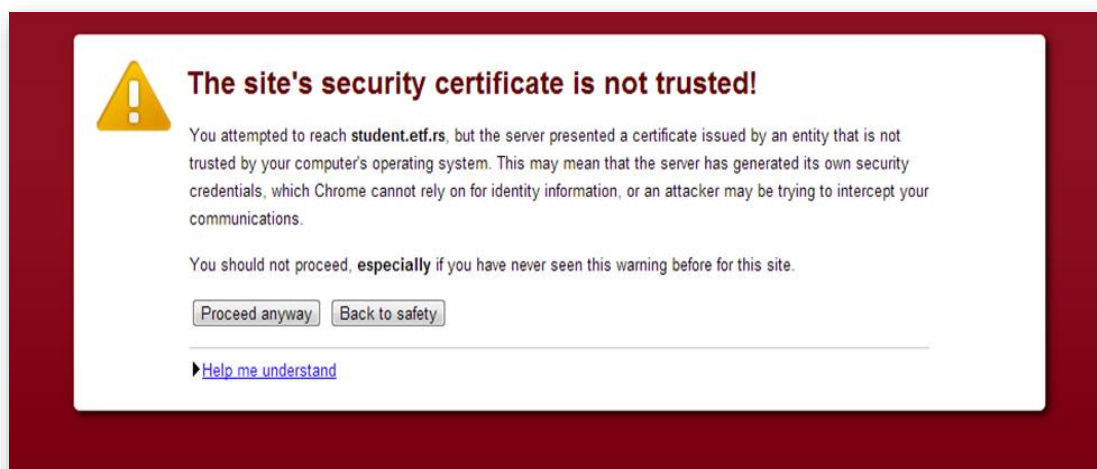 The site's security certificate is not trusted!
You attempted to reach student.etf.rs, but the server presented a certificate issued by an entity that is not
trusted by your computer's operating system. This may mean that the server has generated its own security
credentials, which Chrome cannot rely on for identity information, or an attacker may be trying to intercept your
communications.
You should not proceed, especially if you have never seen this warning before for this site.
Proceed anyway Back to safety
Help me understand